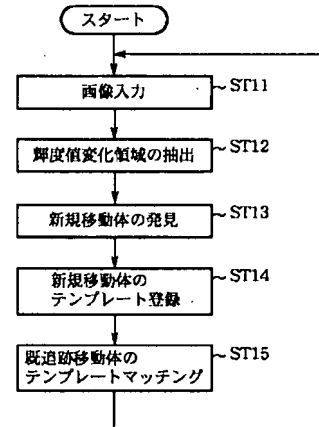 スタート
画像入力
~ST11
輝度値変化領域の抽出
~ST12
新規移動体の発見
~ST13
新規移動体の
テンプレート登録
~ST14
既追跡移動体の
テンプレートマッチング
~ST15